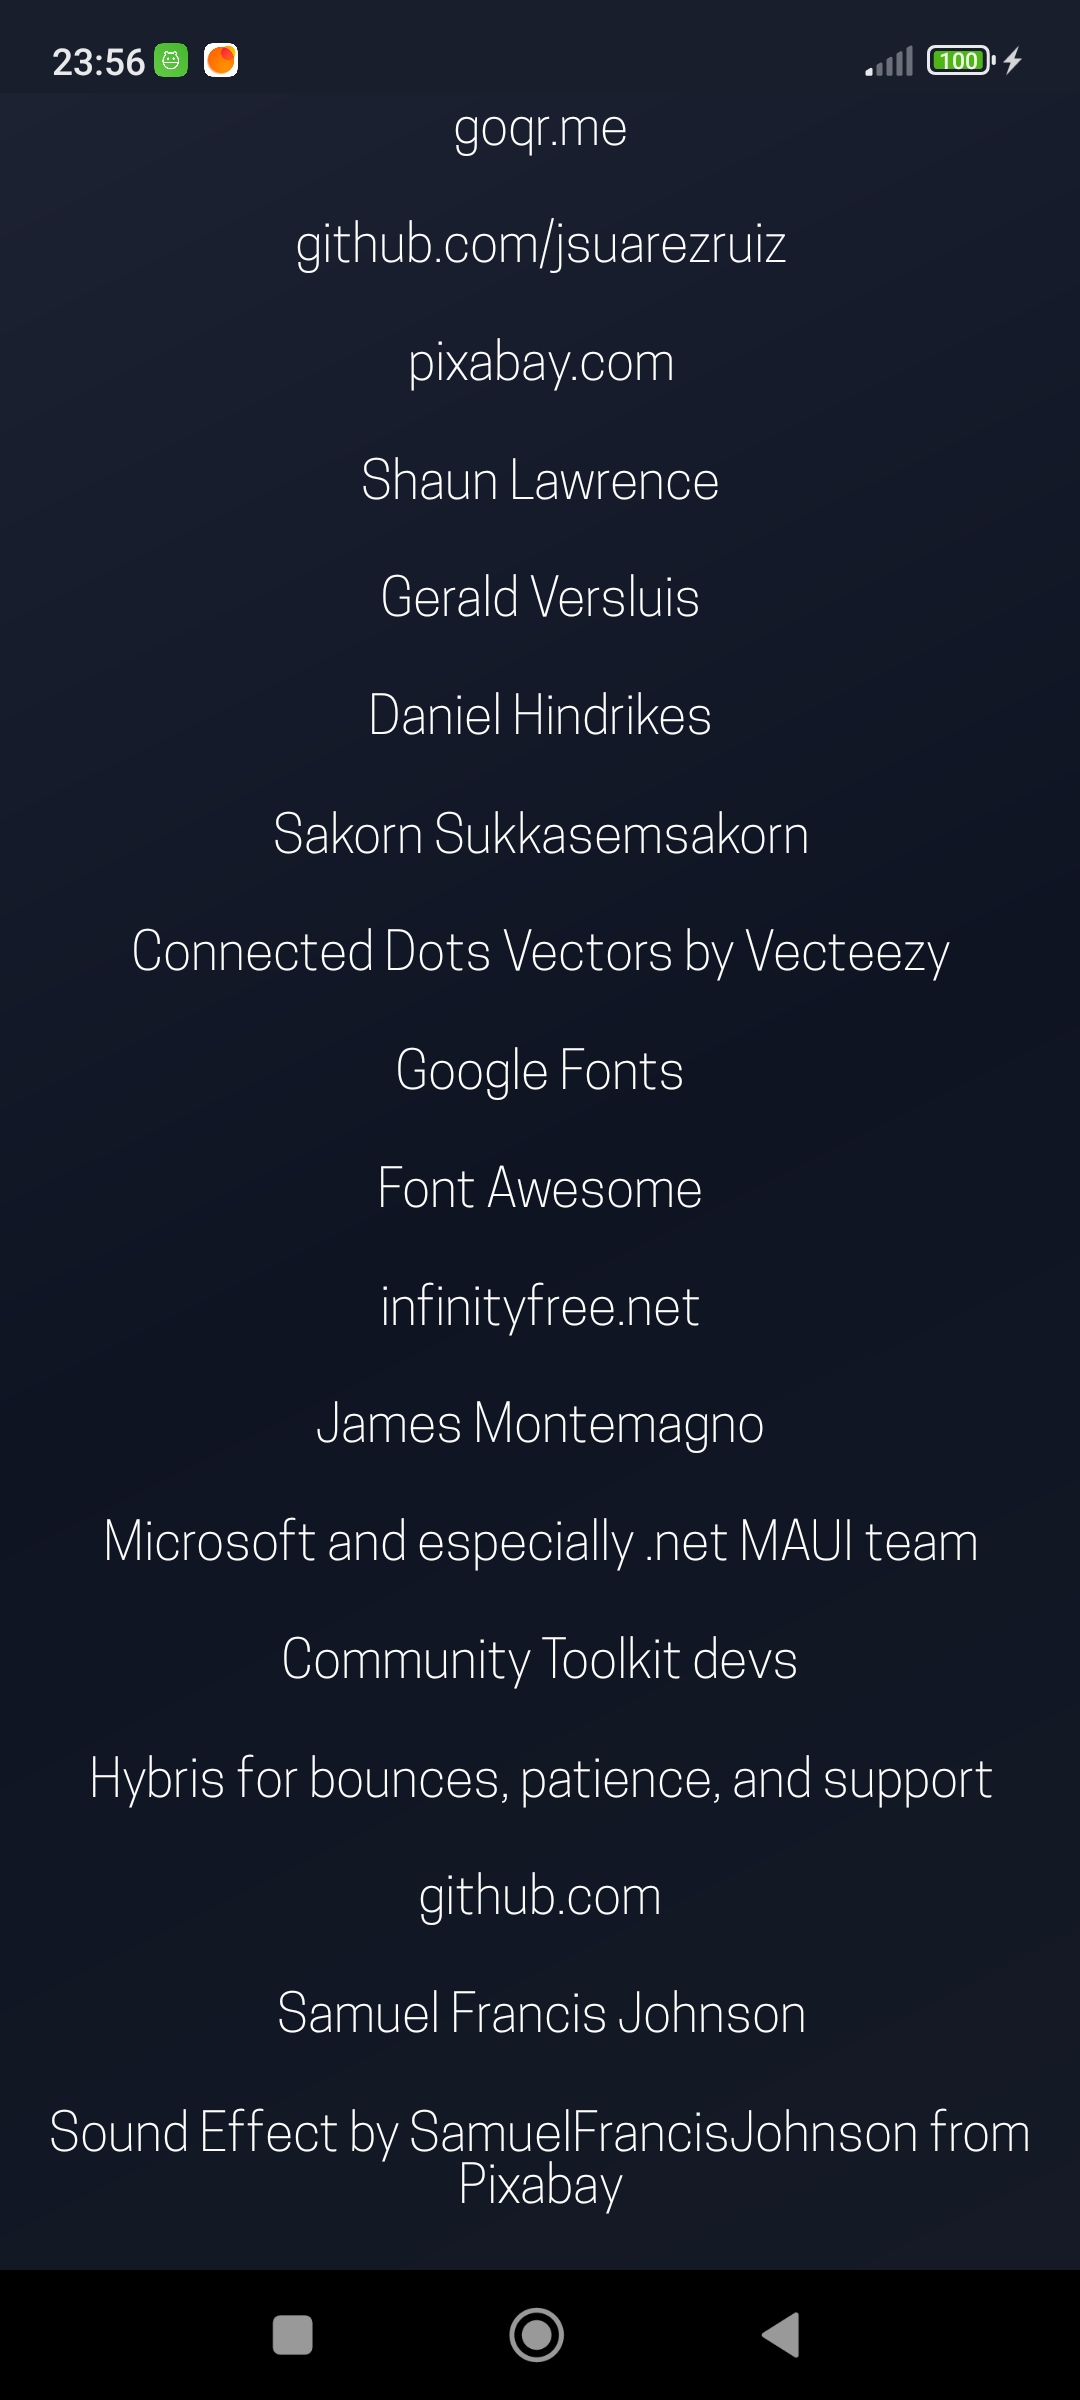 23:56
100
goqr.me
github.com/jsuarezruiz
pixabay.com
Shaun Lawrence
Gerald Versluis
Daniel Hindrikes
Sakorn Sukkasemsakorn
Connected Dots Vectors by Vecteezy
Google Fonts
Font Awesome
infinityfree.net
James Montemagno
Microsoft and especially .net MAUI team
Community Toolkit devs
Hybris for bounces, patience, and support
github.com
Samuel Francis Johnson
Sound Effect by SamuelFrancisJohnson from
Pixabay